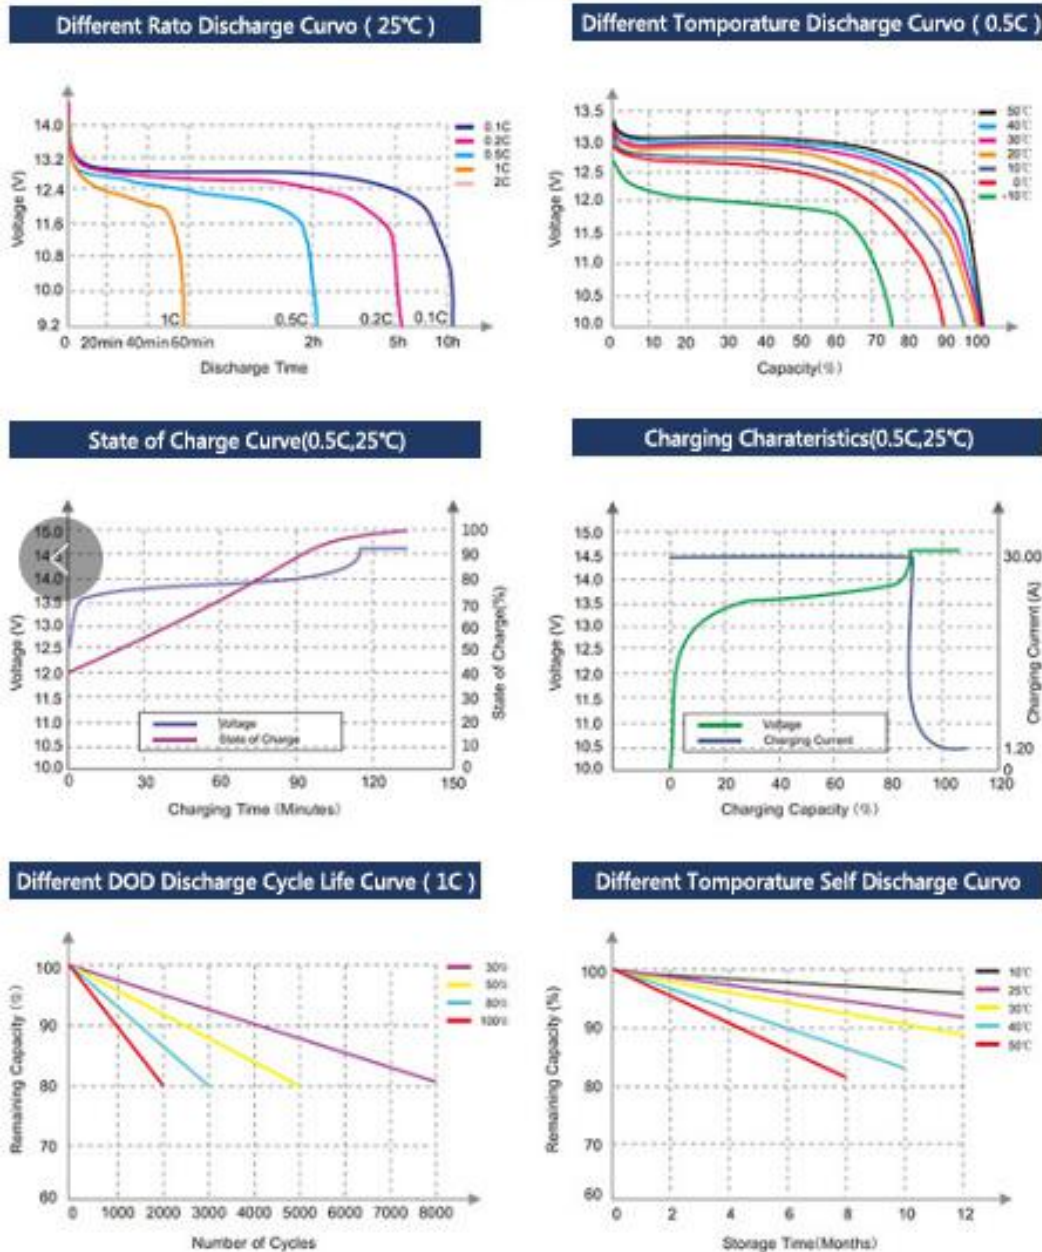 Different Rato Discharge Curvo ( 25℃ )
14.0
13.2
12.4
11.6
10.8
10.0
9.2
Voltage (V)
0.1C
0.2C
0.5C
1C
2C
1C
0.5C
0.2C
0.1C
0 20min 40min 60min 2h 5h 10h
Discharge Time
Different Tomporature Discharge Curvo ( 0.5C )
13.5
13.0
12.5
12.0
11.5
11.0
10.5
10.0
Voltage (V)
50℃
40℃
30℃
20℃
10℃
0℃
-10℃
0 10 20 30 40 50 60 70 80 90 100
Capacity(%)
State of Charge Curve(0.5C,25℃)
15.0
14.5
14.0
13.5
13.0
12.5
12.0
11.5
11.0
10.5
10.0
Voltage (V)
100
90
80
70
60
50
40
30
20
10
0
State of Charge(%)
Voltage
State of Charge
0 30 60 90 120 150
Charging Time (Minutes)
Charging Charateristics(0.5C,25℃)
15.0
14.5
14.0
13.5
13.0
12.5
12.0
11.5
11.0
10.5
10.0
Voltage (V)
30.00
1.20
0
Charging Current (A)
Voltage
Charging Current
0 20 40 60 80 100 120
Charging Capacity (%)
Different DOD Discharge Cycle Life Curve ( 1C )
100
90
80
70
60
Remaining Capacity (%)
30%
50%
80%
100%
0 1000 2000 3000 4000 5000 6000 7000 8000
Number of Cycles
Different Tomporature Self Discharge Curvo
100
90
80
70
60
Remaining Capacity (%)
10℃
25℃
30℃
40℃
50℃
0 2 4 6 8 10 12
Storage Time(Months)